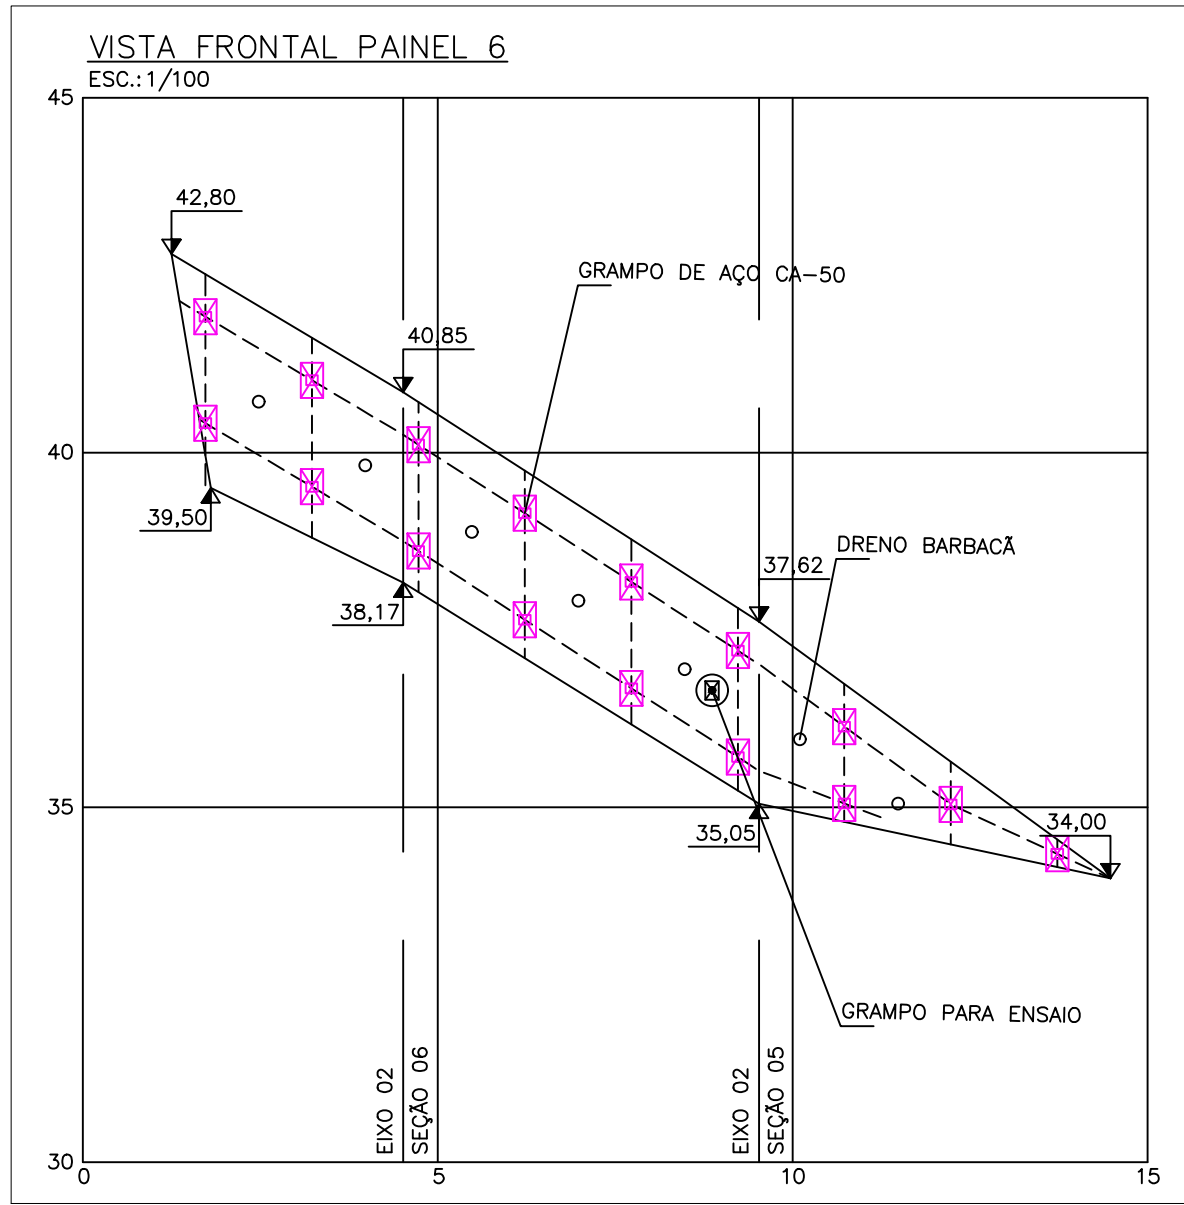 VISTA FRONTAL PAINEL 6
ESC.: 1/100
45
42,80
GRAMPO DE AÇO CA-50
40,85
40
39,50
DRENO BARBACÃ
37,62
38,17
35
35,05
34,00
GRAMPO PARA ENSAIO
EIXO 02
SEÇÃO 06
EIXO 02
SEÇÃO 05
30
0
5
10
15